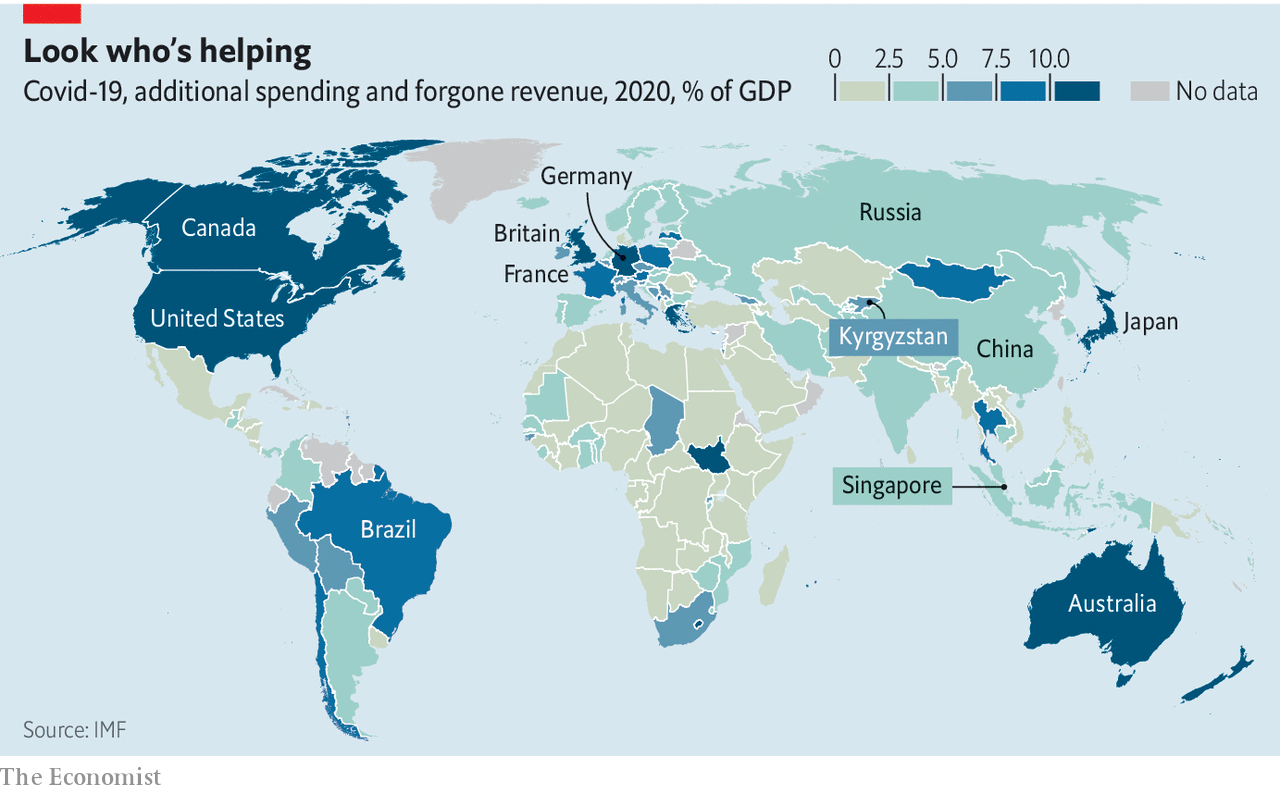 Look who's helping
Covid-19, additional spending and forgone revenue, 2020, % of GDP
0 2.5 5.0 7.5 10.0
No data
Germany
Canada
Russia
Britain
France
United States
Japan
Kyrgyzstan
China
Singapore
Brazil
Australia
Source: IMF
The Economist